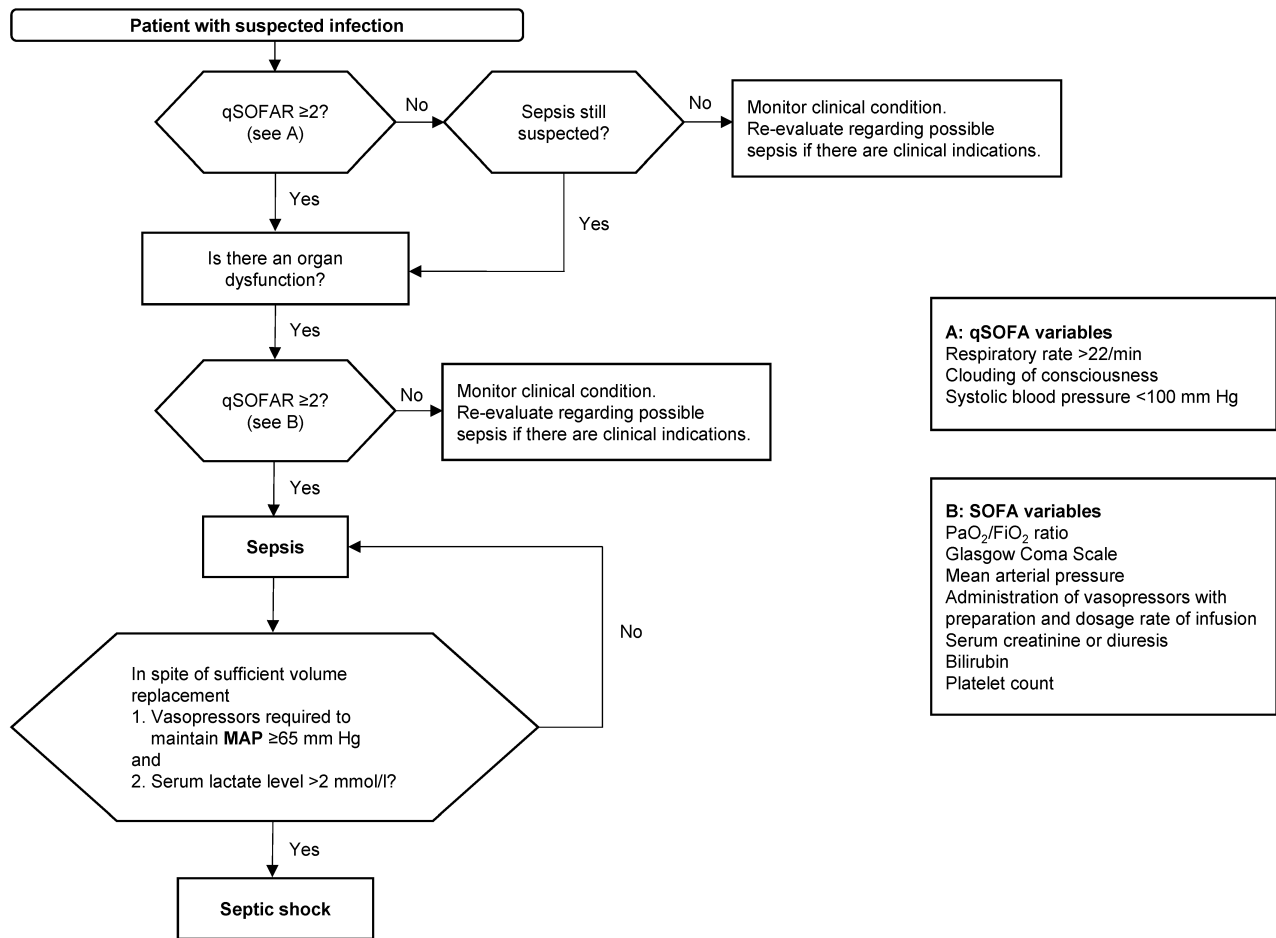 Patient with suspected infection
qSOFAR ≥2?
(see A)
No
Sepsis still
suspected?
No
Monitor clinical condition.
Re-evaluate regarding possible
sepsis if there are clinical indications.
Yes
Yes
Is there an organ
dysfunction?
Yes
qSOFAR ≥2?
(see B)
No
Monitor clinical condition.
Re-evaluate regarding possible
sepsis if there are clinical indications.
Yes
Sepsis
No
In spite of sufficient volume
replacement
1. Vasopressors required to
maintain MAP ≥65 mm Hg
and
2. Serum lactate level >2 mmol/l?
Yes
Septic shock
A: qSOFA variables
Respiratory rate >22/min
Clouding of consciousness
Systolic blood pressure <100 mm Hg
B: SOFA variables
PaO₂/FiO₂ ratio
Glasgow Coma Scale
Mean arterial pressure
Administration of vasopressors with
preparation and dosage rate of infusion
Serum creatinine or diuresis
Bilirubin
Platelet count